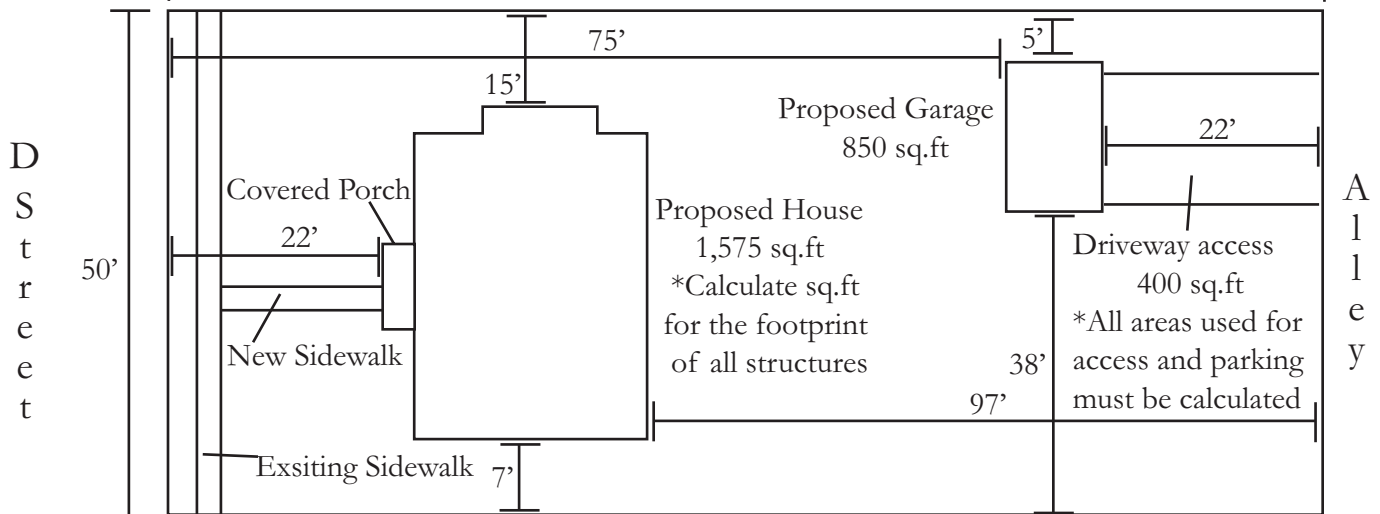 75’
5’
15’
Proposed Garage
850 sq.ft
22’
D
S
t
r
e
e
t
50’
A
l
l
e
y
Covered Porch
22’
Proposed House
1,575 sq.ft
*Calculate sq.ft
for the footprint
of all structures
Driveway access
400 sq.ft
*All areas used for
access and parking
must be calculated
New Sidewalk
38’
97’
Exsiting Sidewalk
7’